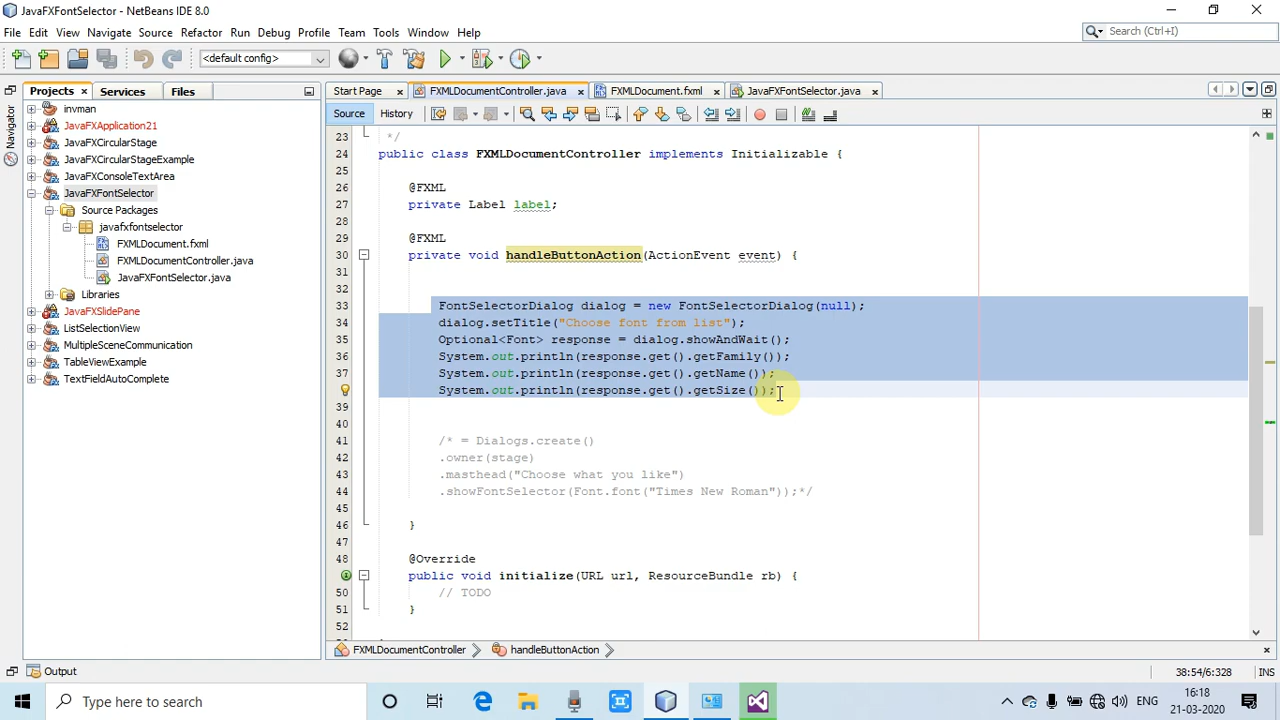 JavaFXFontSelector - NetBeans IDE 8.0
File Edit View Navigate Source Refactor Run Debug Profile Team Tools Window Help
Search (Ctrl+I)
<default config>
Projects Services Files
Start Page FXMLDocumentController.java FXMLDocument.fxml JavaFXFontSelector.java
Source History
Navigator
invman
JavaFXApplication21
JavaFXCircularStage
JavaFXCircularStageExample
JavaFXConsoleTextArea
JavaFXFontSelector
Source Packages
javafxfontselector
FXMLDocument.fxml
FXMLDocumentController.java
JavaFXFontSelector.java
Libraries
JavaFXSlidePane
ListSelectionView
MultipleSceneCommunication
TableViewExample
TextFieldAutoComplete
23 */
24 public class FXMLDocumentController implements Initializable {
25
26 @FXML
27 private Label label;
28
29 @FXML
30 private void handleButtonAction(ActionEvent event) {
31
32
33 FontSelectorDialog dialog = new FontSelectorDialog(null);
34 dialog.setTitle("Choose font from list");
35 Optional<Font> response = dialog.showAndWait();
36 System.out.println(response.get().getFamily());
37 System.out.println(response.get().getName());
38 System.out.println(response.get().getSize());
39
40
41 /* = Dialogs.create()
42 .owner(stage)
43 .masthead("Choose what you like")
44 .showFontSelector(Font.font("Times New Roman"));*/
45
46 }
47
48 @Override
49 public void initialize(URL url, ResourceBundle rb) {
50 // TODO
51 }
52
FXMLDocumentController handleButtonAction
Output
38:54/6:328 INS
Type here to search
ENG
16:18
21-03-2020